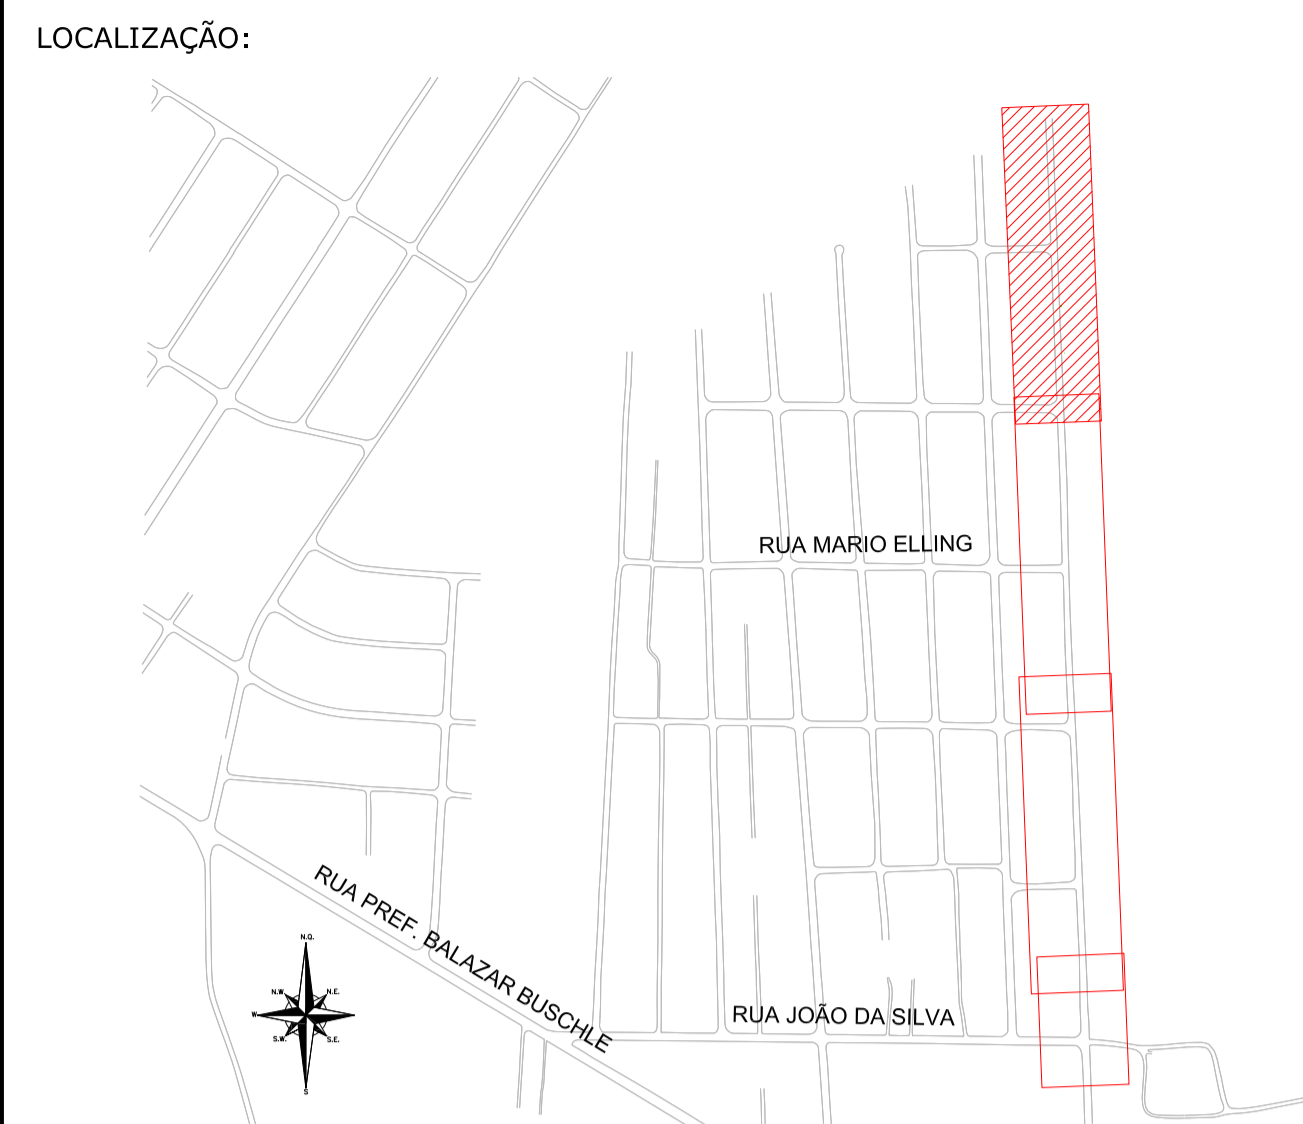 LOCALIZAÇÃO:
RUA MARIO ELLING
RUA PREF. BALAZAR BUSCHLE
RUA JOÃO DA SILVA
N.Q.
N.W.
N.E.
W
S.W.
S.E.
S